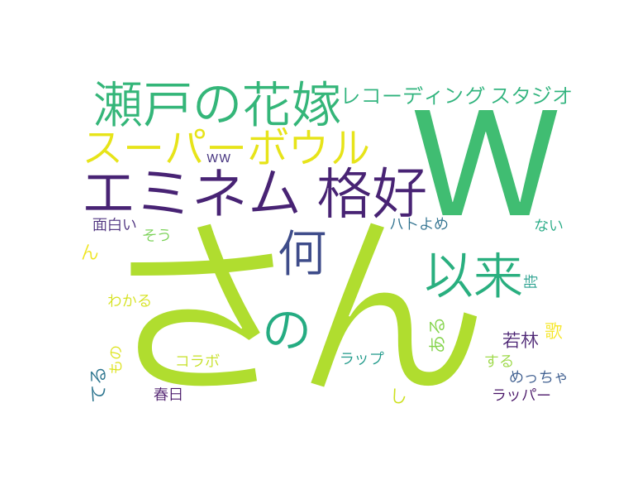 瀬戸の花嫁
レコーディング スタジオ
w
スーパーボウル
ww
エミネム 格好
面白い
そう
さん
何
ハトよめ
ない
ん
以来
わかる
の
ある
若林
歌
もの
コラボ
ラップ
する
てる
春日
し
めっちゃ
ラッパー